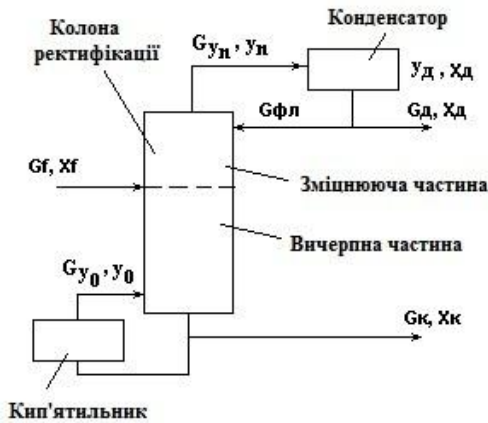 Конденсатор
Колона
ректифікації
Gyn, yn
yд, Xд
Gфл
Gд, Xд
Gf, Xf
Зміцнююча частина
Вичерпна частина
Gy0, y0
Gк, Xк
Кип'ятильник